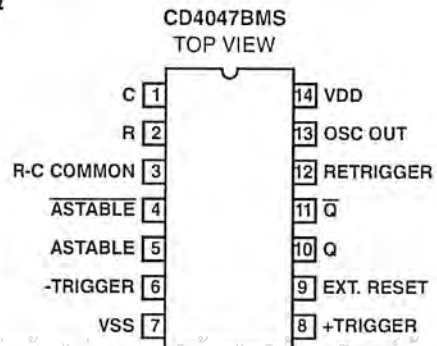 CD4047BMS
TOP VIEW
C 1
R 2
R-C COMMON 3
A̅S̅T̅A̅B̅L̅E̅ 4
ASTABLE 5
-TRIGGER 6
VSS 7
14 VDD
13 OSC OUT
12 RETRIGGER
11 Q̅
10 Q
9 EXT. RESET
8 +TRIGGER